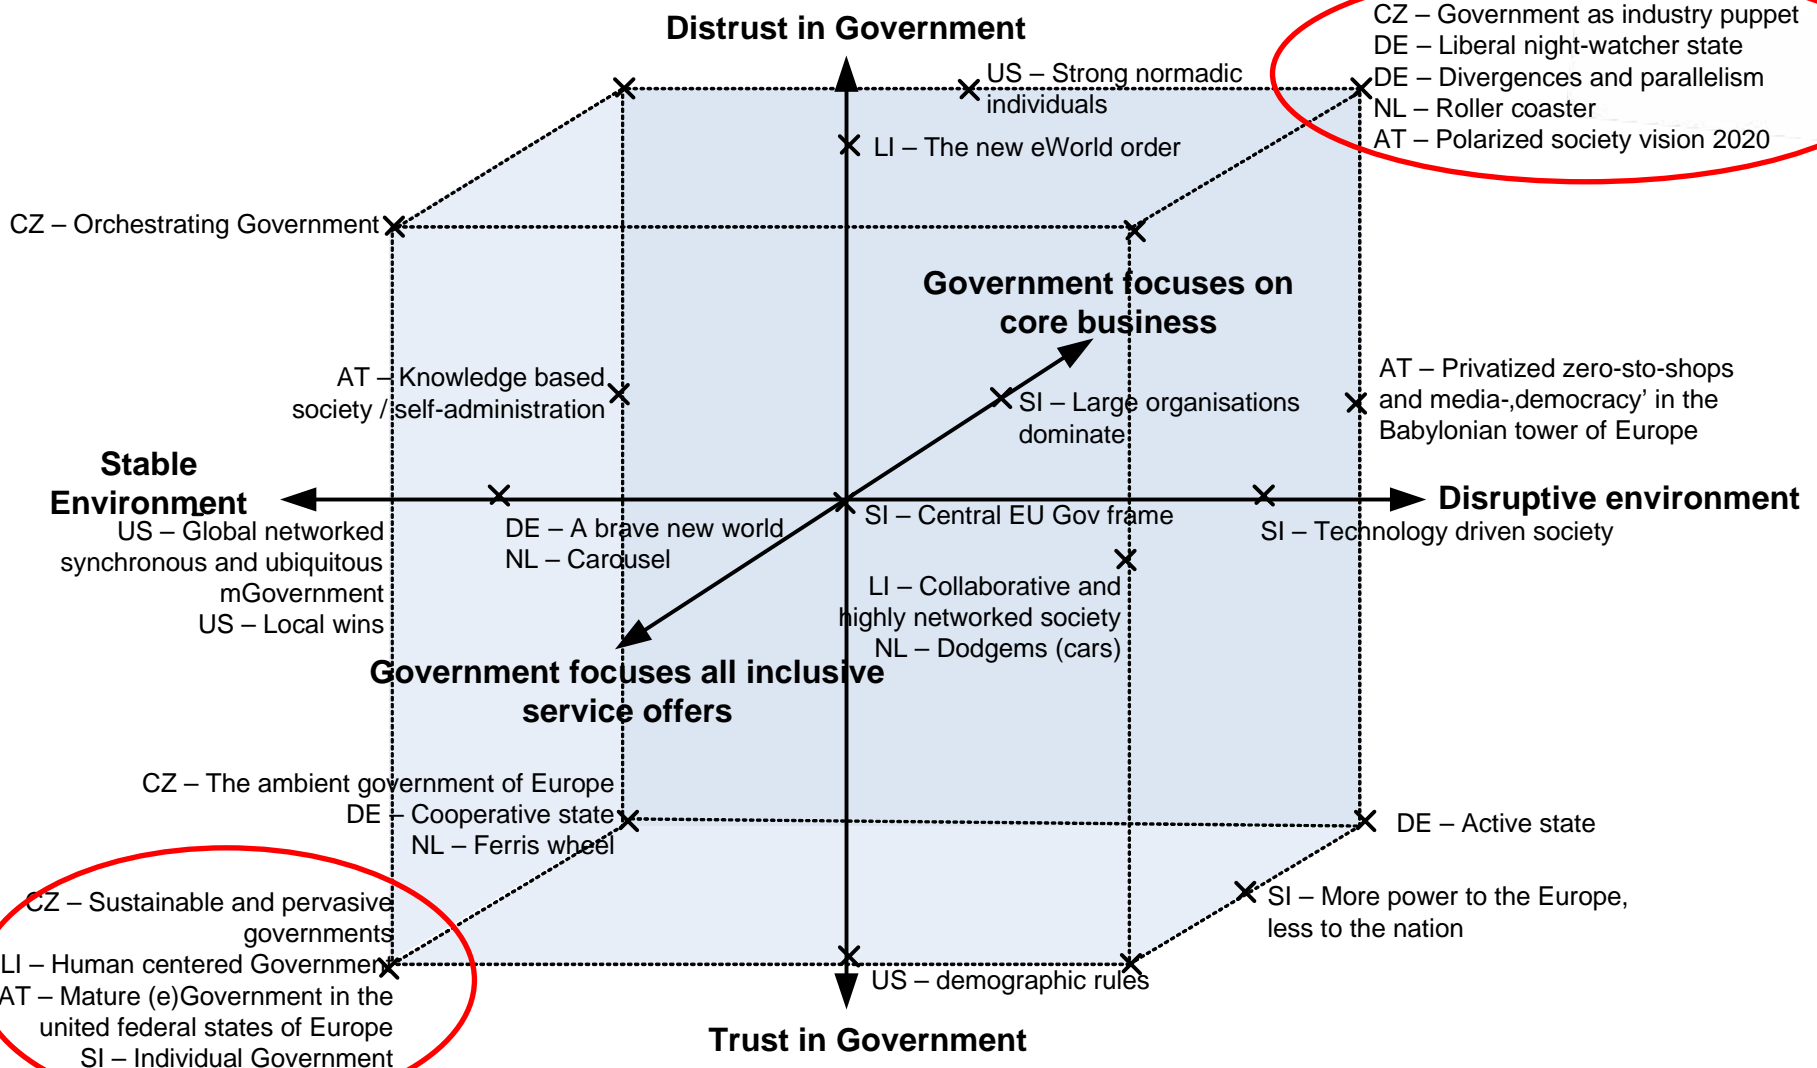 Distrust in Government
CZ – Government as industry puppet
DE – Liberal night-watcher state
DE – Divergences and parallelism
NL – Roller coaster
AT – Polarized society vision 2020
US – Strong normadic
individuals
LI – The new eWorld order
CZ – Orchestrating Government
Government focuses on
core business
AT – Knowledge based
society / self-administration
SI – Large organisations
dominate
AT – Privatized zero-sto-shops
and media-‚democracy’ in the
Babylonian tower of Europe
Stable
Environment
Disruptive environment
US – Global networked
synchronous and ubiquitous
mGovernment
US – Local wins
DE – A brave new world
NL – Carousel
SI – Central EU Gov frame
SI – Technology driven society
LI – Collaborative and
highly networked society
NL – Dodgems (cars)
Government focuses all inclusive
service offers
CZ – The ambient government of Europe
DE – Cooperative state
NL – Ferris wheel
DE – Active state
SI – More power to the Europe,
less to the nation
CZ – Sustainable and pervasive
governments
LI – Human centered Government
AT – Mature (e)Government in the
united federal states of Europe
SI – Individual Government
US – demographic rules
Trust in Government